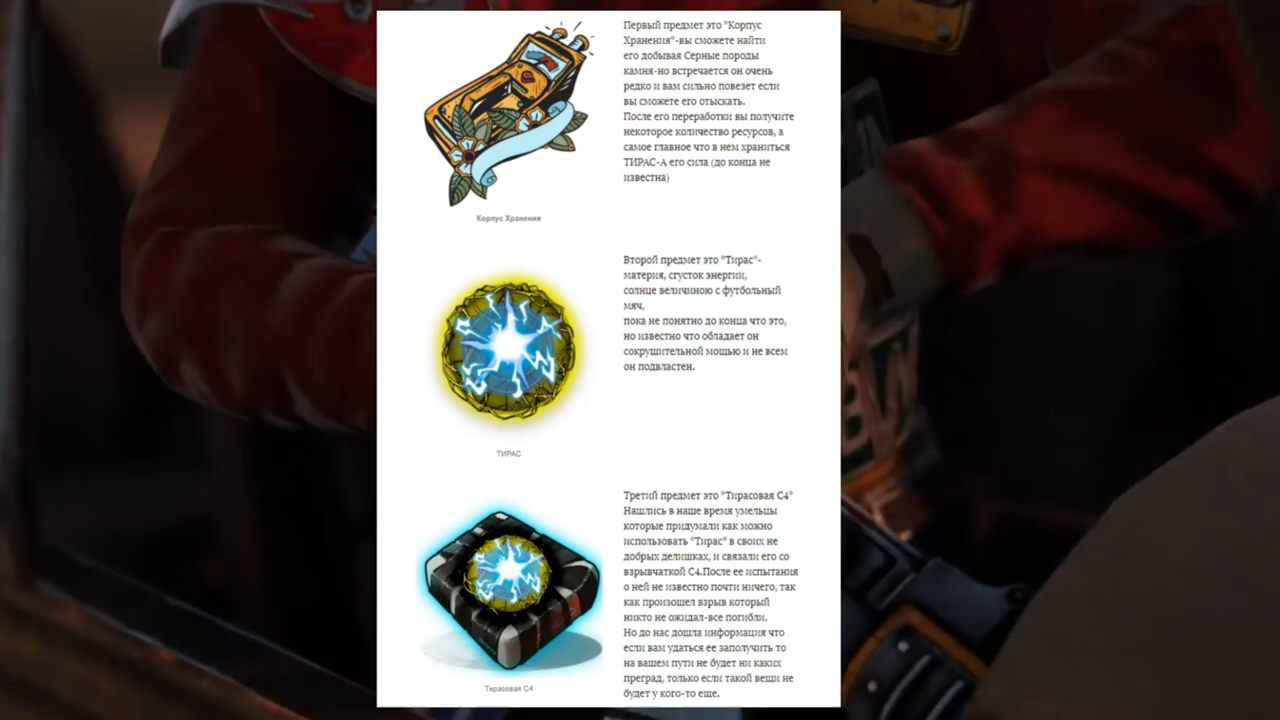 Первый предмет это "Корпус
Хранения"-вы сможете найти
его добывая Серные породы
камня-но встречается он очень
редко и вам сильно повезет если
вы сможете его отыскать.
После его переработки вы получите
некоторое количество ресурсов, а
самое главное что в нем храниться
ТИРАС-А его сила (до конца не
известна)
Корпус Хранения
Второй предмет это "Тирас"-
материя, сгусток энергии,
солнце величиною с футбольный
мяч,
пока не понятно до конца что это,
но известно что обладает он
сокрушительной мощью и не всем
он подвластен.
ТИРАС
Третий предмет это "Тирасовая С4"
Нашлись в наше время умельцы
которые придумали как можно
использовать "Тирас" в своих не
добрых делишках, и связали его со
взрывчаткой С4.После ее испытания
о ней не известно почти ничего, так
как произошел взрыв который
никто не ожидал-все погибли.
Но до нас дошла информация что
если вам удаться ее заполучить то
на вашем пути не будет ни каких
преград, только если такой вещи не
будет у кого-то еще.
Тирасовая С4